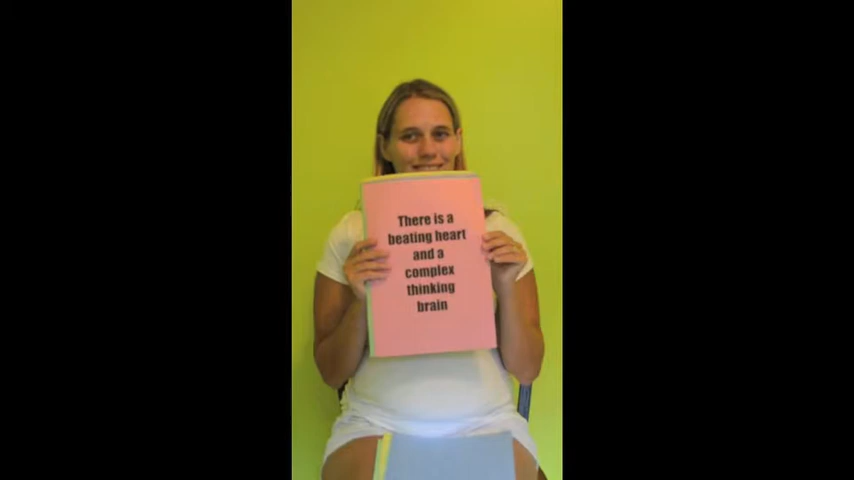 There is a
beating heart
and a
complex
thinking
brain